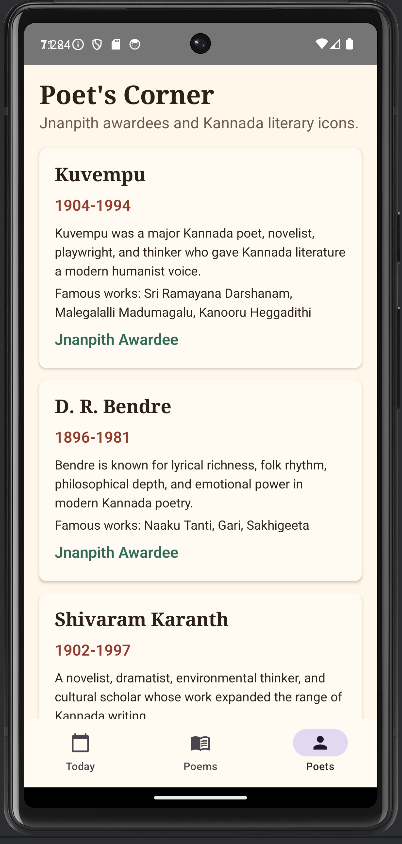 Poet's Corner
Jnanpith awardees and Kannada literary icons.
Kuvempu
1904-1994
Kuvempu was a major Kannada poet, novelist,
playwright, and thinker who gave Kannada literature
a modern humanist voice.
Famous works: Sri Ramayana Darshanam,
Malegalalli Madumagalu, Kanooru Heggadithi
Jnanpith Awardee
D. R. Bendre
1896-1981
Bendre is known for lyrical richness, folk rhythm,
philosophical depth, and emotional power in
modern Kannada poetry.
Famous works: Naaku Tanti, Gari, Sakhigeeta
Jnanpith Awardee
Shivaram Karanth
1902-1997
A novelist, dramatist, environmental thinker, and
cultural scholar whose work expanded the range of
Kannada writing
Today
Poems
Poets